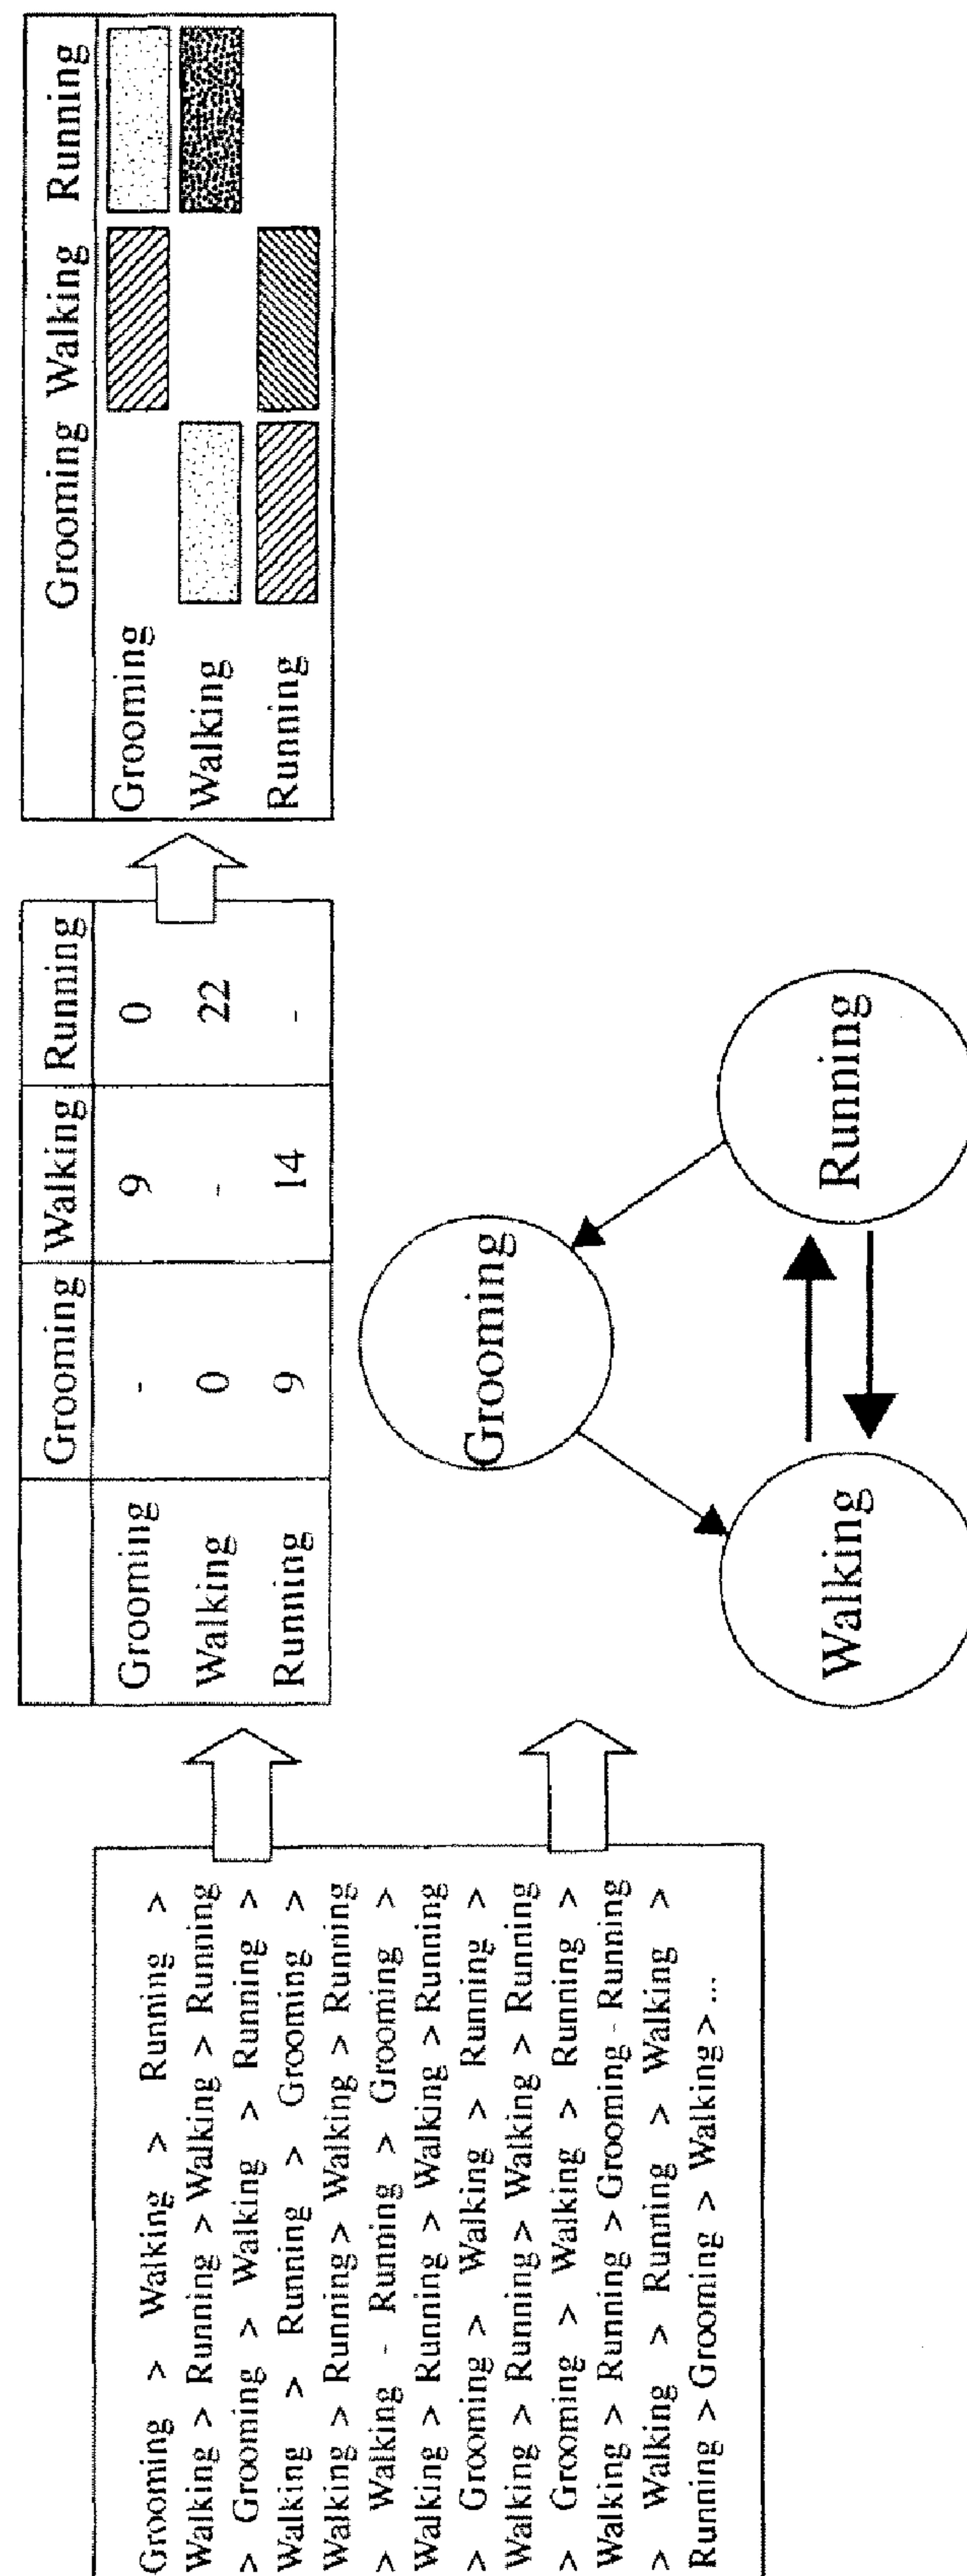 Grooming > Walking > Running >
Walking > Running > Walking > Running
> Grooming > Walking > Running >
Walking > Running > Grooming >
Walking > Running > Walking > Running
> Walking - Running > Grooming >
Walking > Running > Walking > Running
> Grooming > Walking > Running >
Walking > Running > Walking > Running
> Grooming > Walking > Running >
Walking > Running > Grooming - Running
> Walking > Running > Walking >
Running > Grooming > Walking > ...
Grooming Walking Running
Grooming - 9 0
Walking 0 - 22
Running 9 14 -
Grooming
Walking
Running
Grooming Walking Running
Grooming
Walking
Running